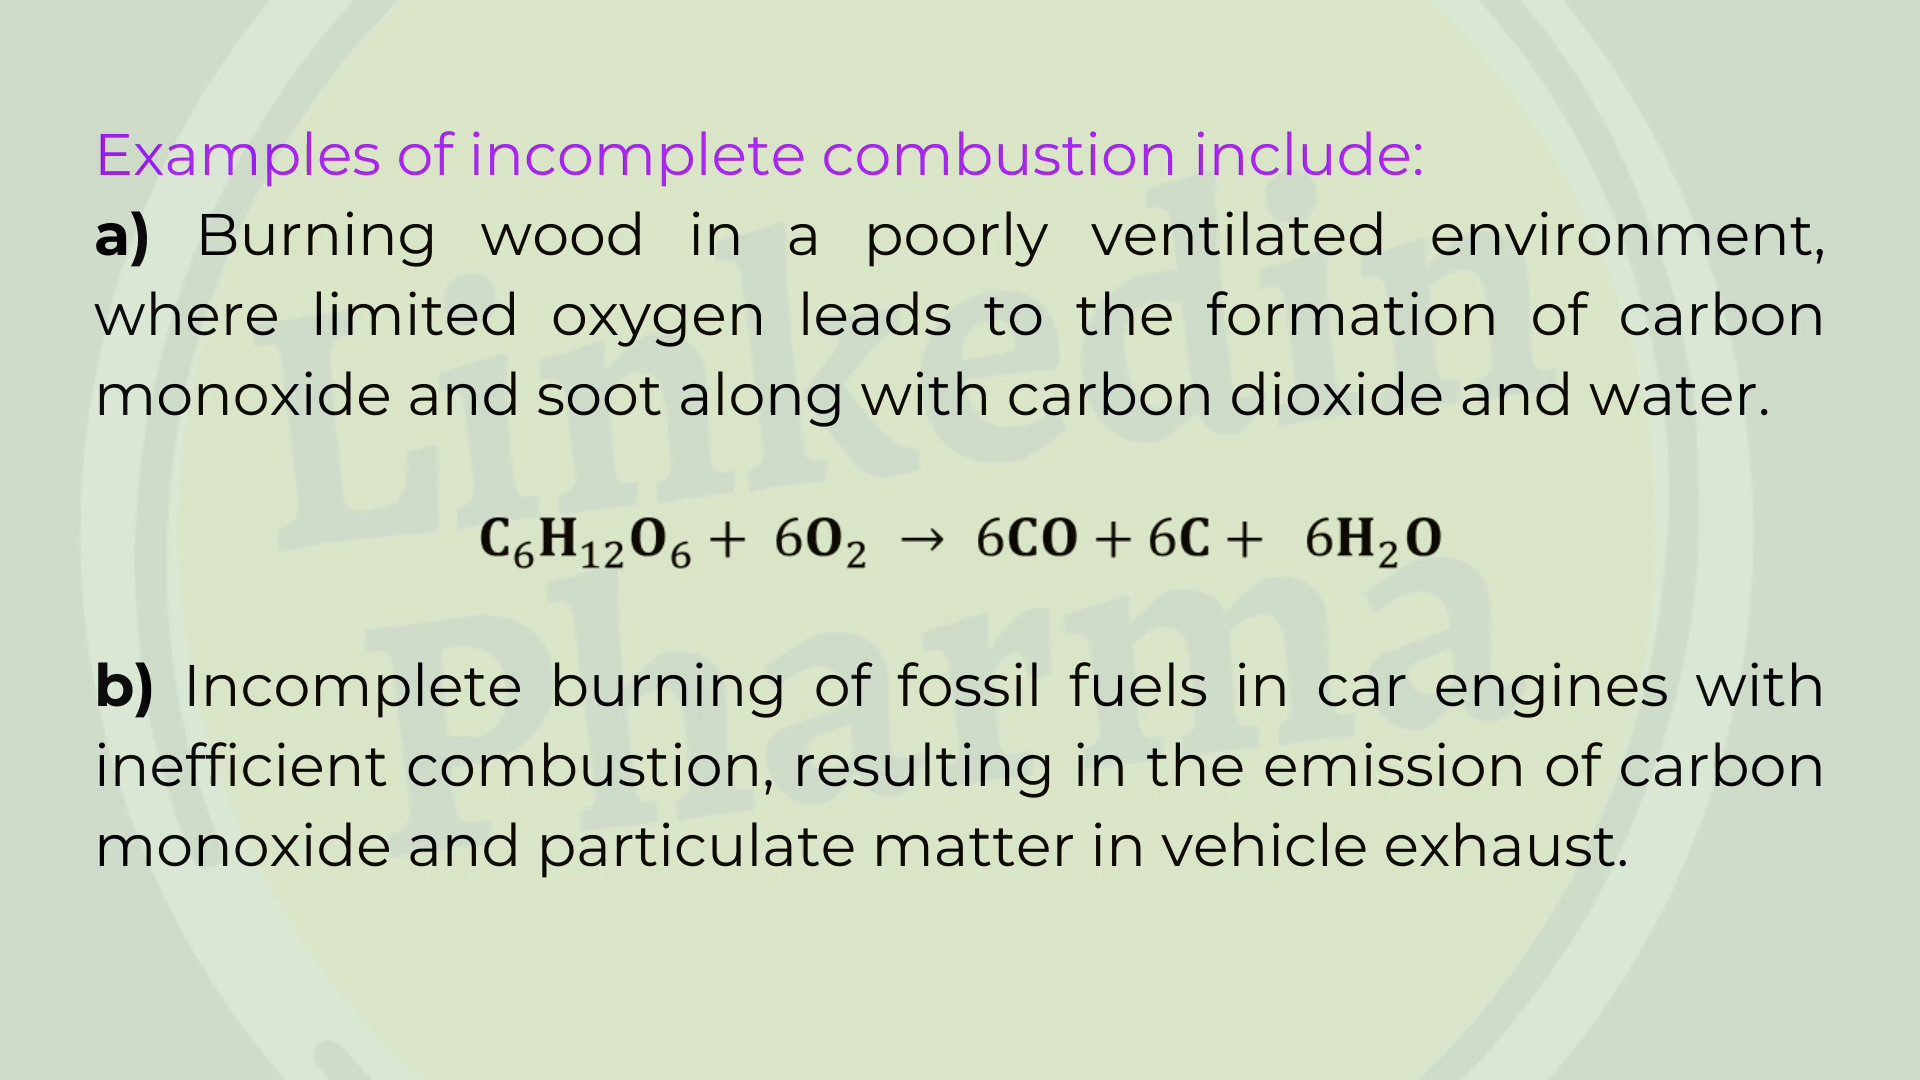 Examples of incomplete combustion include:
a) Burning wood in a poorly ventilated environment,
where limited oxygen leads to the formation of carbon
monoxide and soot along with carbon dioxide and water.
C₆H₁₂O₆ + 6O₂ → 6CO + 6C + 6H₂O
b) Incomplete burning of fossil fuels in car engines with
inefficient combustion, resulting in the emission of carbon
monoxide and particulate matter in vehicle exhaust.
Linkedin
Pharma